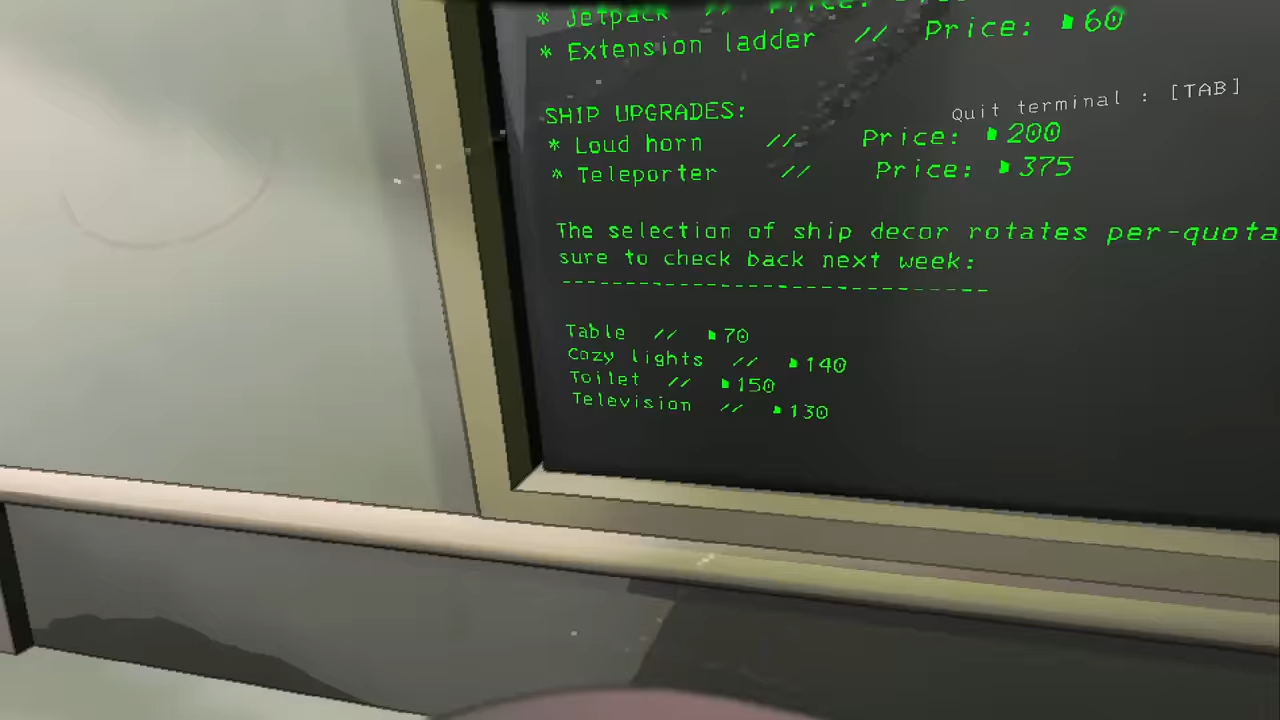 * Jetpack // Price:
* Extension ladder // Price: ▮60
Quit terminal : [TAB]
SHIP UPGRADES:
* Loud horn // Price: ▮200
* Teleporter // Price: ▮375
The selection of ship decor rotates per-quota
sure to check back next week:
------------------------------
Table // ▮70
Cozy lights // ▮140
Toilet // ▮150
Television // ▮130